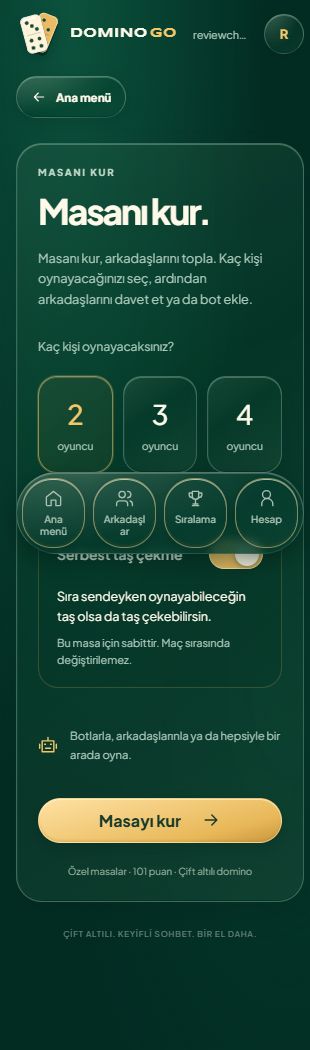 DOMINO GO
reviewch...
R
← Ana menü
MASANI KUR
Masanı kur.
Masanı kur, arkadaşlarını topla. Kaç kişi
oynayacağınızı seç, ardından
arkadaşlarını davet et ya da bot ekle.
Kaç kişi oynayacaksınız?
2 3 4
oyuncu oyuncu oyuncu
Ana Arkadaşl Sıralama Hesap
menü ar
Serbest taş çekme
Sıra sendeyken oynayabileceğin
taş olsa da taş çekebilirsin.
Bu masa için sabittir. Maç sırasında
değiştirilemez.
Botlarla, arkadaşlarınla ya da hepsiyle bir
arada oyna.
Masayı kur →
Özel masalar · 101 puan · Çift altılı domino
ÇİFT ALTILI. KEYİFLİ SOHBET. BİR EL DAHA.